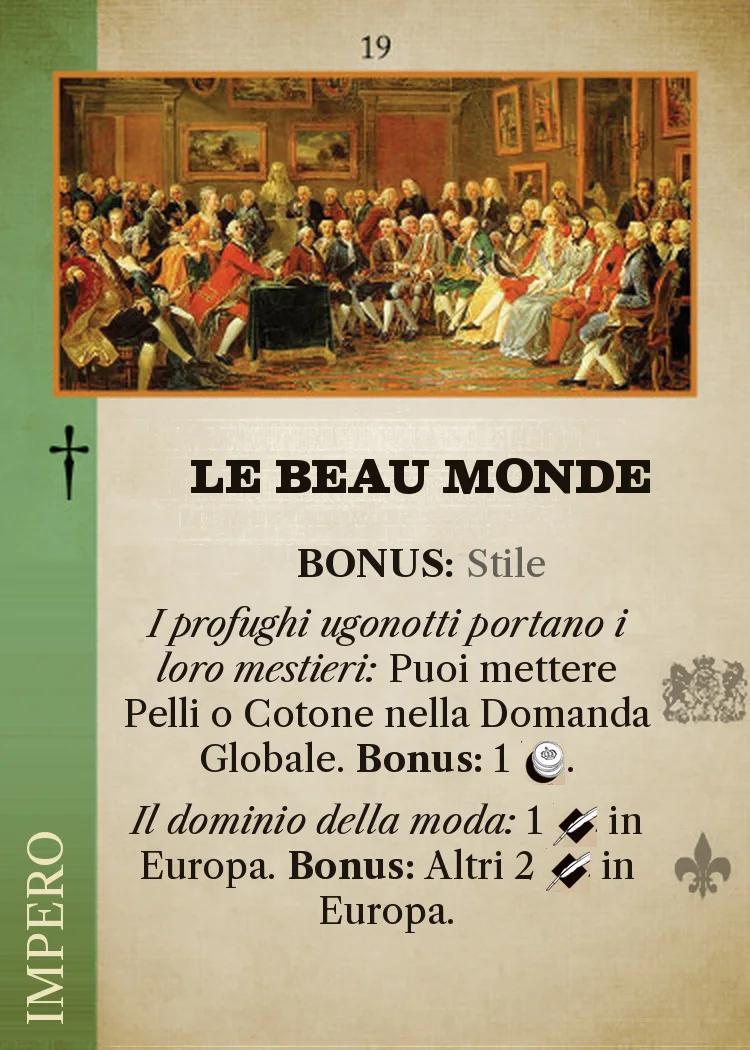 19
LE BEAU MONDE
BONUS: Stile
I profughi ugonotti portano i
loro mestieri: Puoi mettere
Pelli o Cotone nella Domanda
Globale. Bonus: 1 .
Il dominio della moda: 1 in
Europa. Bonus: Altri 2 in
Europa.
IMPERO